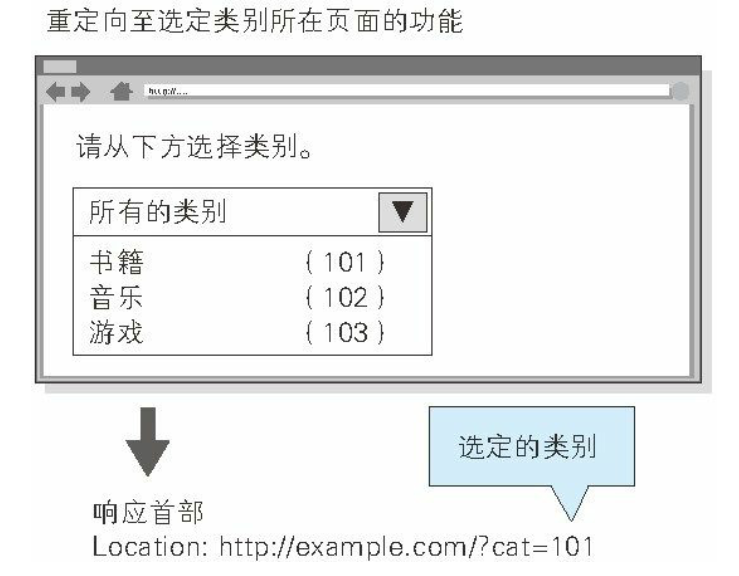 重定向至选定类别所在页面的功能
http://....
请从下方选择类别。
所有的类别 ▼
书籍 { 101 }
音乐 { 102 }
游戏 { 103 }
选定的类别
响应首部
Location: http://example.com/?cat=101